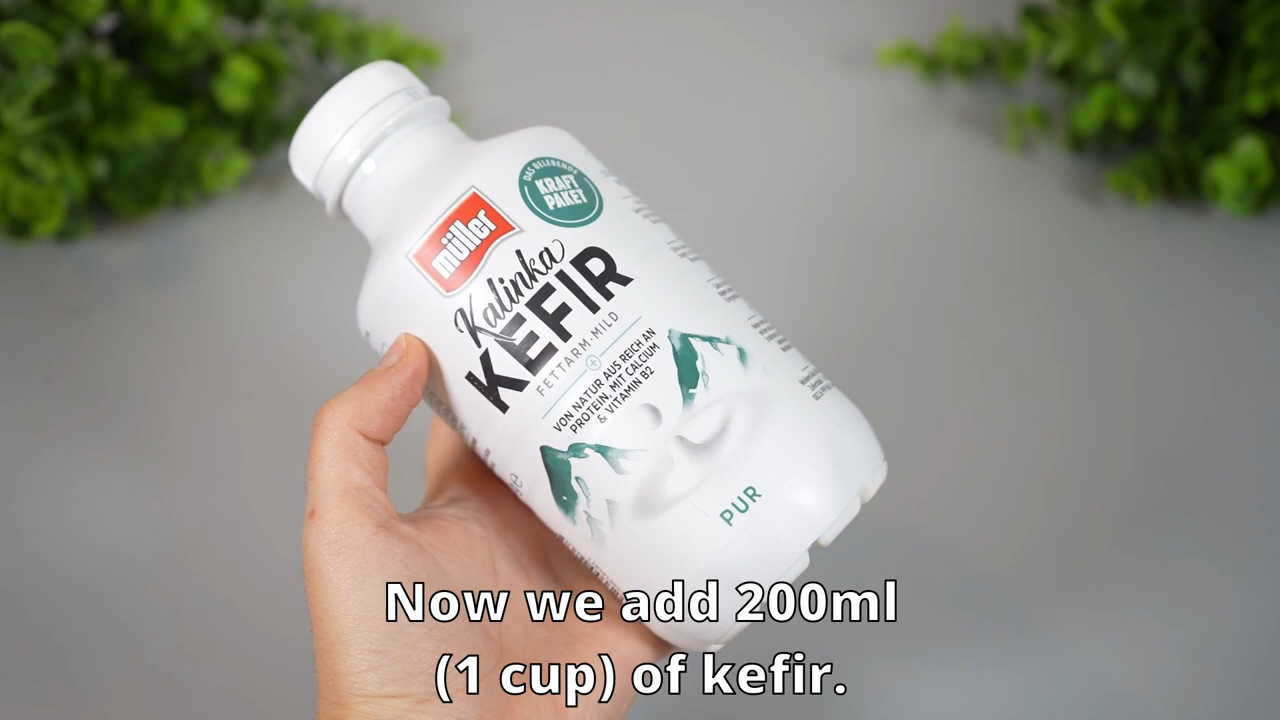 DAS BELEBENDE
KRAFT
PAKET
müller
Kalinka
KEFIR
FETTARM·MILD
VON NATUR AUS REICH AN
PROTEIN, MIT CALCIUM
& VITAMIN B2
PUR
Now we add 200ml
(1 cup) of kefir.